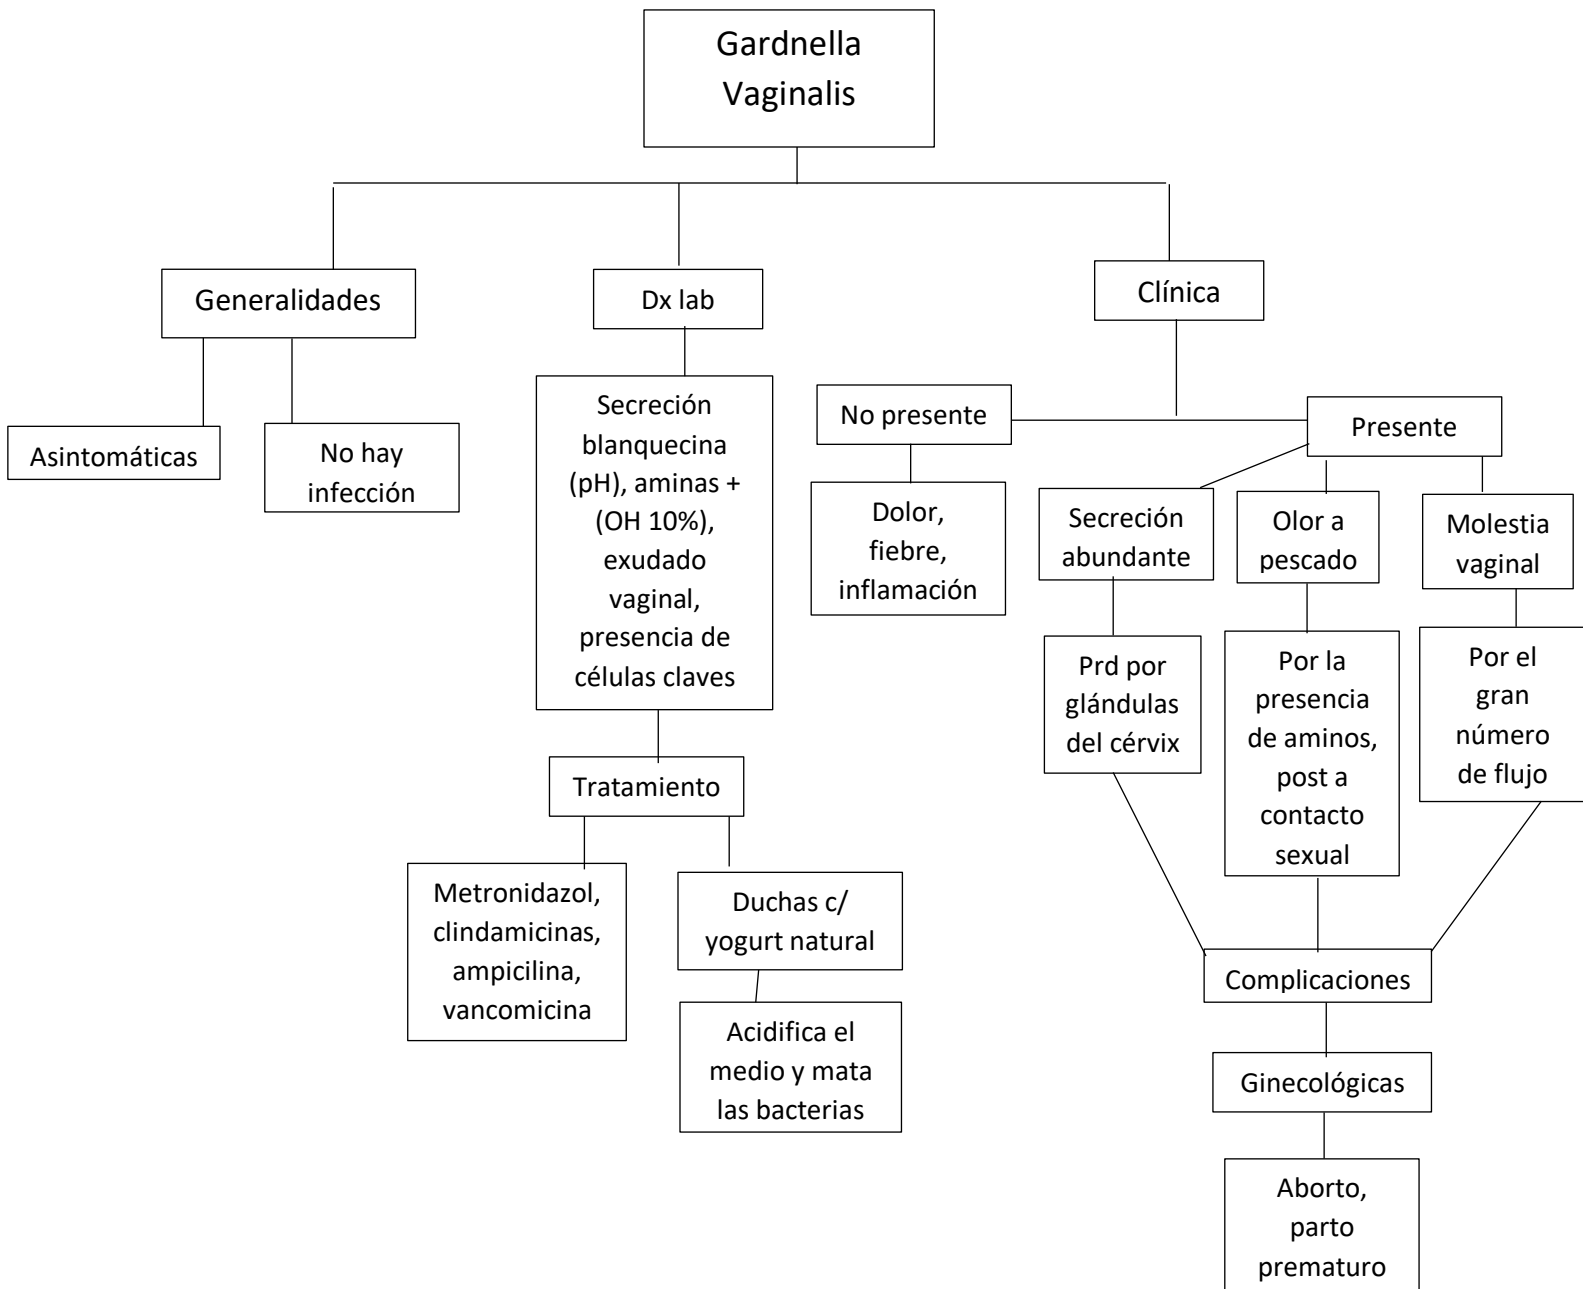 Gardnella
Vaginalis
Generalidades
Dx lab
Clínica
Asintomáticas
No hay
infección
Secreción
blanquecina
(pH), aminas +
(OH 10%),
exudado
vaginal,
presencia de
células claves
Tratamiento
Metronidazol,
clindamicinas,
ampicilina,
vancomicina
Duchas c/
yogurt natural
Acidifica el
medio y mata
las bacterias
No presente
Dolor,
fiebre,
inflamación
Presente
Secreción
abundante
Prd por
glándulas
del cérvix
Olor a
pescado
Por la
presencia
de aminos,
post a
contacto
sexual
Molestia
vaginal
Por el
gran
número
de flujo
Complicaciones
Ginecológicas
Aborto,
parto
prematuro